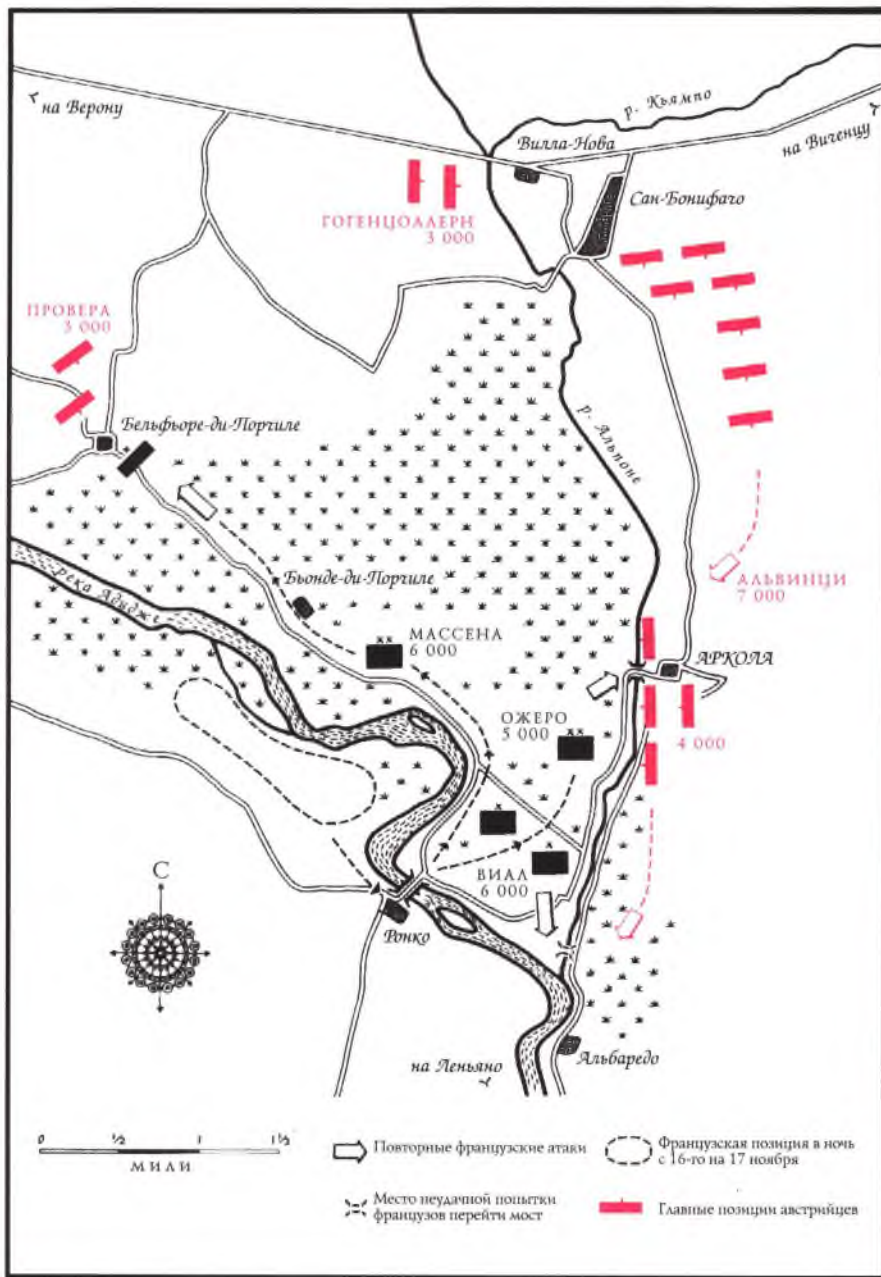 на Верону
р. Кьямпо
на Виченцу
Вилла-Нова
Сан-Бонифачо
ГОГЕНЦОЛЛЕРН
3 000
ПРОВЕРА
3 000
Бельфьоре-ди-Порчиле
р. Альпоне
река Адидже
Бьонде-ди-Порчиле
АЛЬВИНЦИ
7 000
МАССЕНА
6 000
АРКОЛА
ОЖЕРО
5 000
4 000
ВИАЛ
6 000
С
Ронко
на Леньяно
Альбаредо
0 1/2 1 1 1/2
МИЛИ
Повторные французские атаки
Французская позиция в ночь
с 16-го на 17 ноября
Место неудачной попытки
французов перейти мост
Главные позиции австрийцев